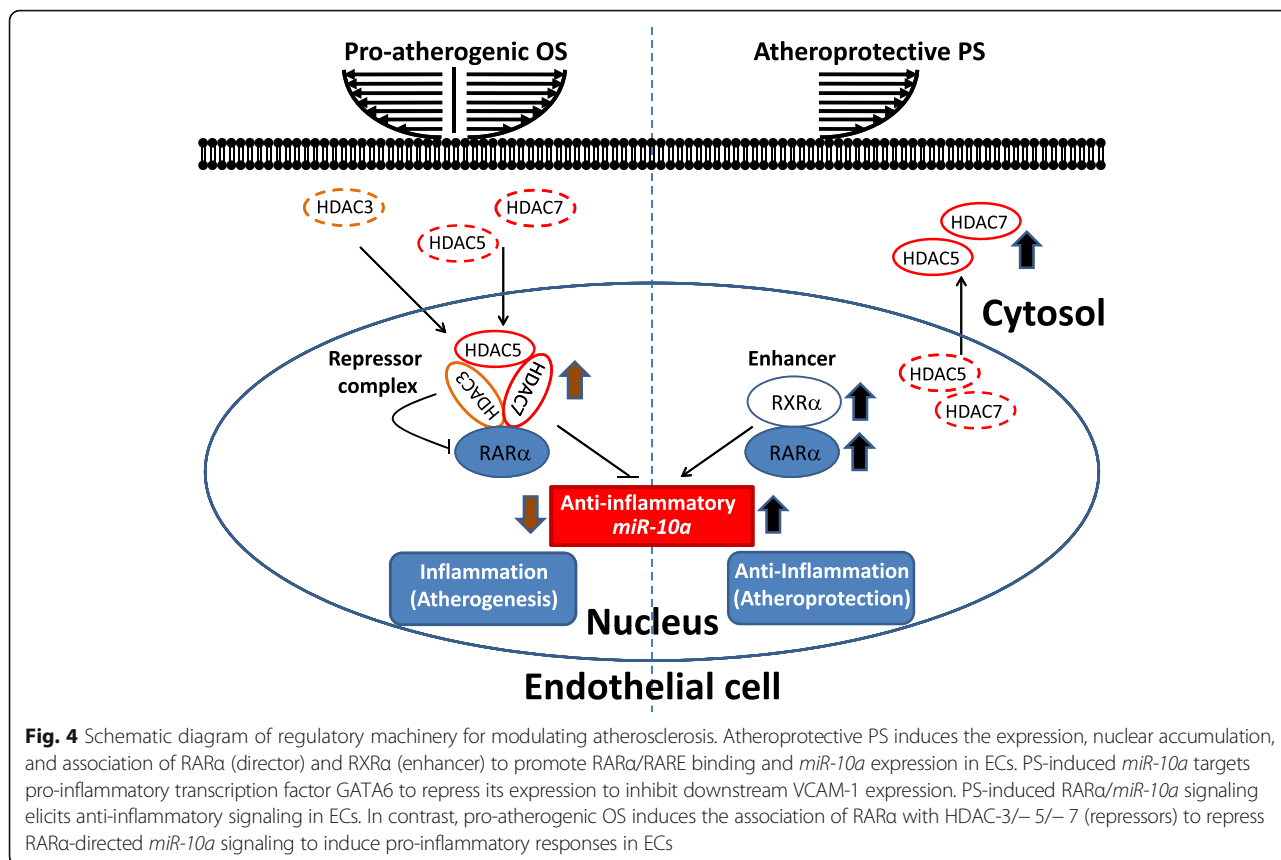 Pro-atherogenic OS
Atheroprotective PS
HDAC3
HDAC7
HDAC5
HDAC7
HDAC5
Cytosol
Repressor
complex
HDAC5
HDAC3
HDAC7
RARα
Enhancer
RXRα
RARα
HDAC5
HDAC7
Anti-inflammatory
miR-10a
Inflammation
(Atherogenesis)
Anti-Inflammation
(Atheroprotection)
Nucleus
Endothelial cell
Fig. 4 Schematic diagram of regulatory machinery for modulating atherosclerosis. Atheroprotective PS induces the expression, nuclear accumulation,
and association of RARα (director) and RXRα (enhancer) to promote RARα/RARE binding and miR-10a expression in ECs. PS-induced miR-10a targets
pro-inflammatory transcription factor GATA6 to repress its expression to inhibit downstream VCAM-1 expression. PS-induced RARα/miR-10a signaling
elicits anti-inflammatory signaling in ECs. In contrast, pro-atherogenic OS induces the association of RARα with HDAC-3/− 5/− 7 (repressors) to repress
RARα-directed miR-10a signaling to induce pro-inflammatory responses in ECs